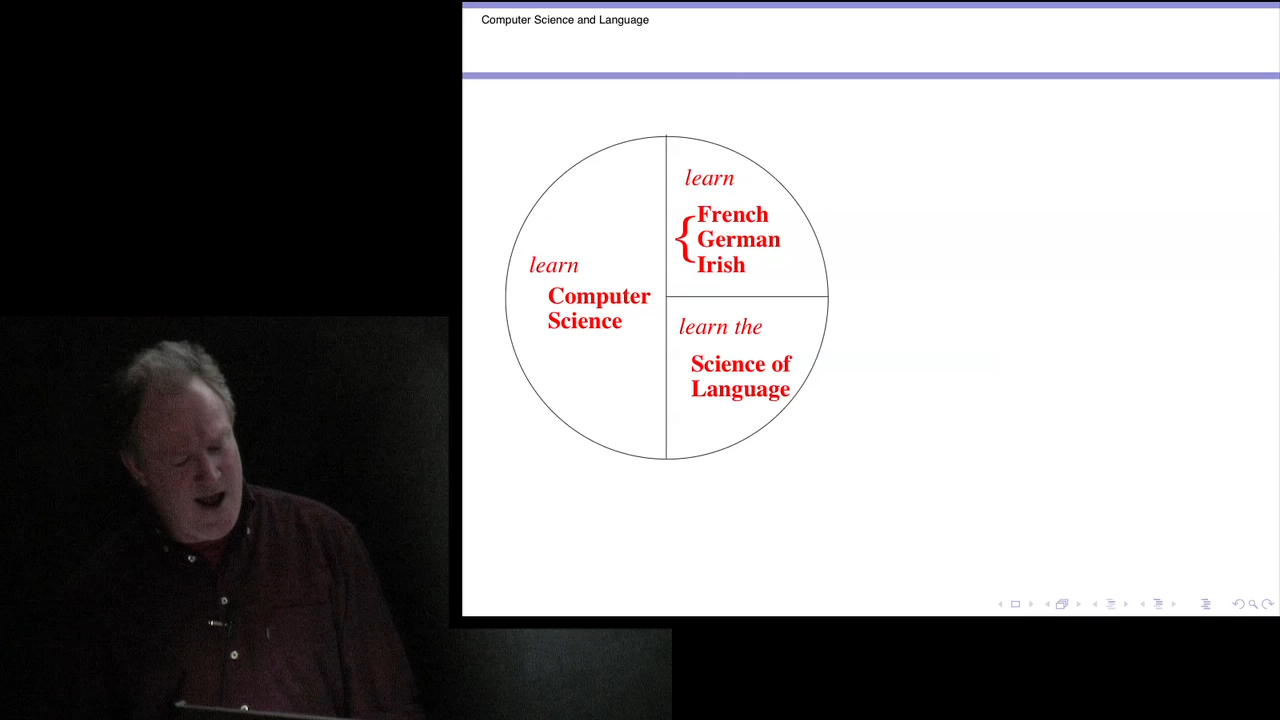 Computer Science and Language
learn
French
German
Irish
learn
Computer
Science
learn the
Science of
Language